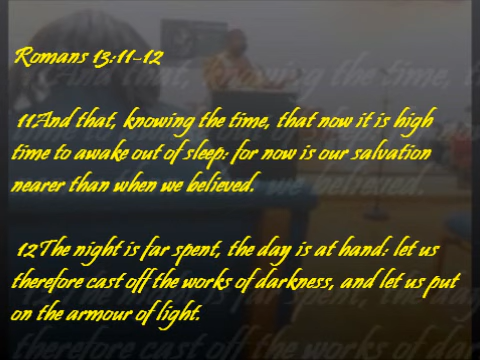 Romans 13:11-12
11And that, knowing the time, that now it is high
time to awake out of sleep: for now is our salvation
nearer than when we believed.
12The night is far spent, the day is at hand: let us
therefore cast off the works of darkness, and let us put
on the armour of light.